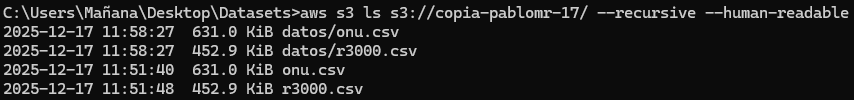 C:\Users\Mañana\Desktop\Datasets>aws s3 ls s3://copia-pablomr-17/ --recursive --human-readable
2025-12-17 11:58:27  631.0 KiB datos/onu.csv
2025-12-17 11:58:27  452.9 KiB datos/r3000.csv
2025-12-17 11:51:40  631.0 KiB onu.csv
2025-12-17 11:51:48  452.9 KiB r3000.csv